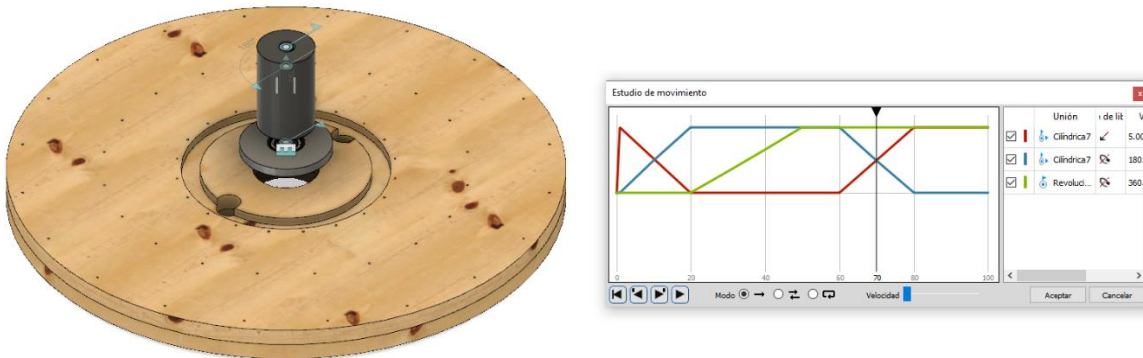 Estudio de movimiento
x
Unión
de lib
V
Cilíndrica7
5.00
Cilíndrica7
180.
Revoluci...
360
0
20
40
60
70
80
100
Modo
Velocidad
Aceptar
Cancelar